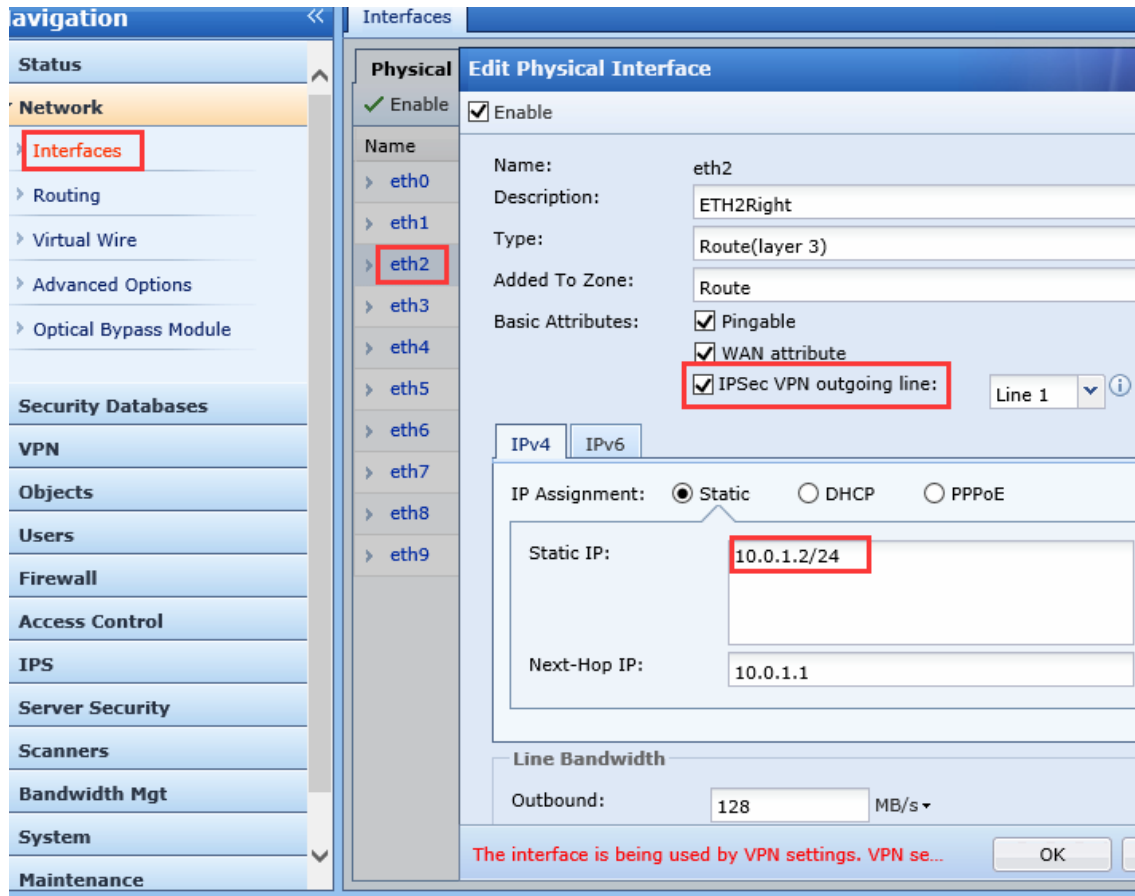 avigation
Status
Network
Interfaces
Routing
Virtual Wire
Advanced Options
Optical Bypass Module
Security Databases
VPN
Objects
Users
Firewall
Access Control
IPS
Server Security
Scanners
Bandwidth Mgt
System
Maintenance
Interfaces
Physical
Enable
Name
eth0
eth1
eth2
eth3
eth4
eth5
eth6
eth7
eth8
eth9
Edit Physical Interface
Enable
Name: eth2
Description: ETH2Right
Type: Route(layer 3)
Added To Zone: Route
Basic Attributes: Pingable
WAN attribute
IPSec VPN outgoing line: Line 1
IPv4 IPv6
IP Assignment: Static DHCP PPPoE
Static IP: 10.0.1.2/24
Next-Hop IP: 10.0.1.1
Line Bandwidth
Outbound: 128 MB/s
The interface is being used by VPN settings. VPN se...
OK